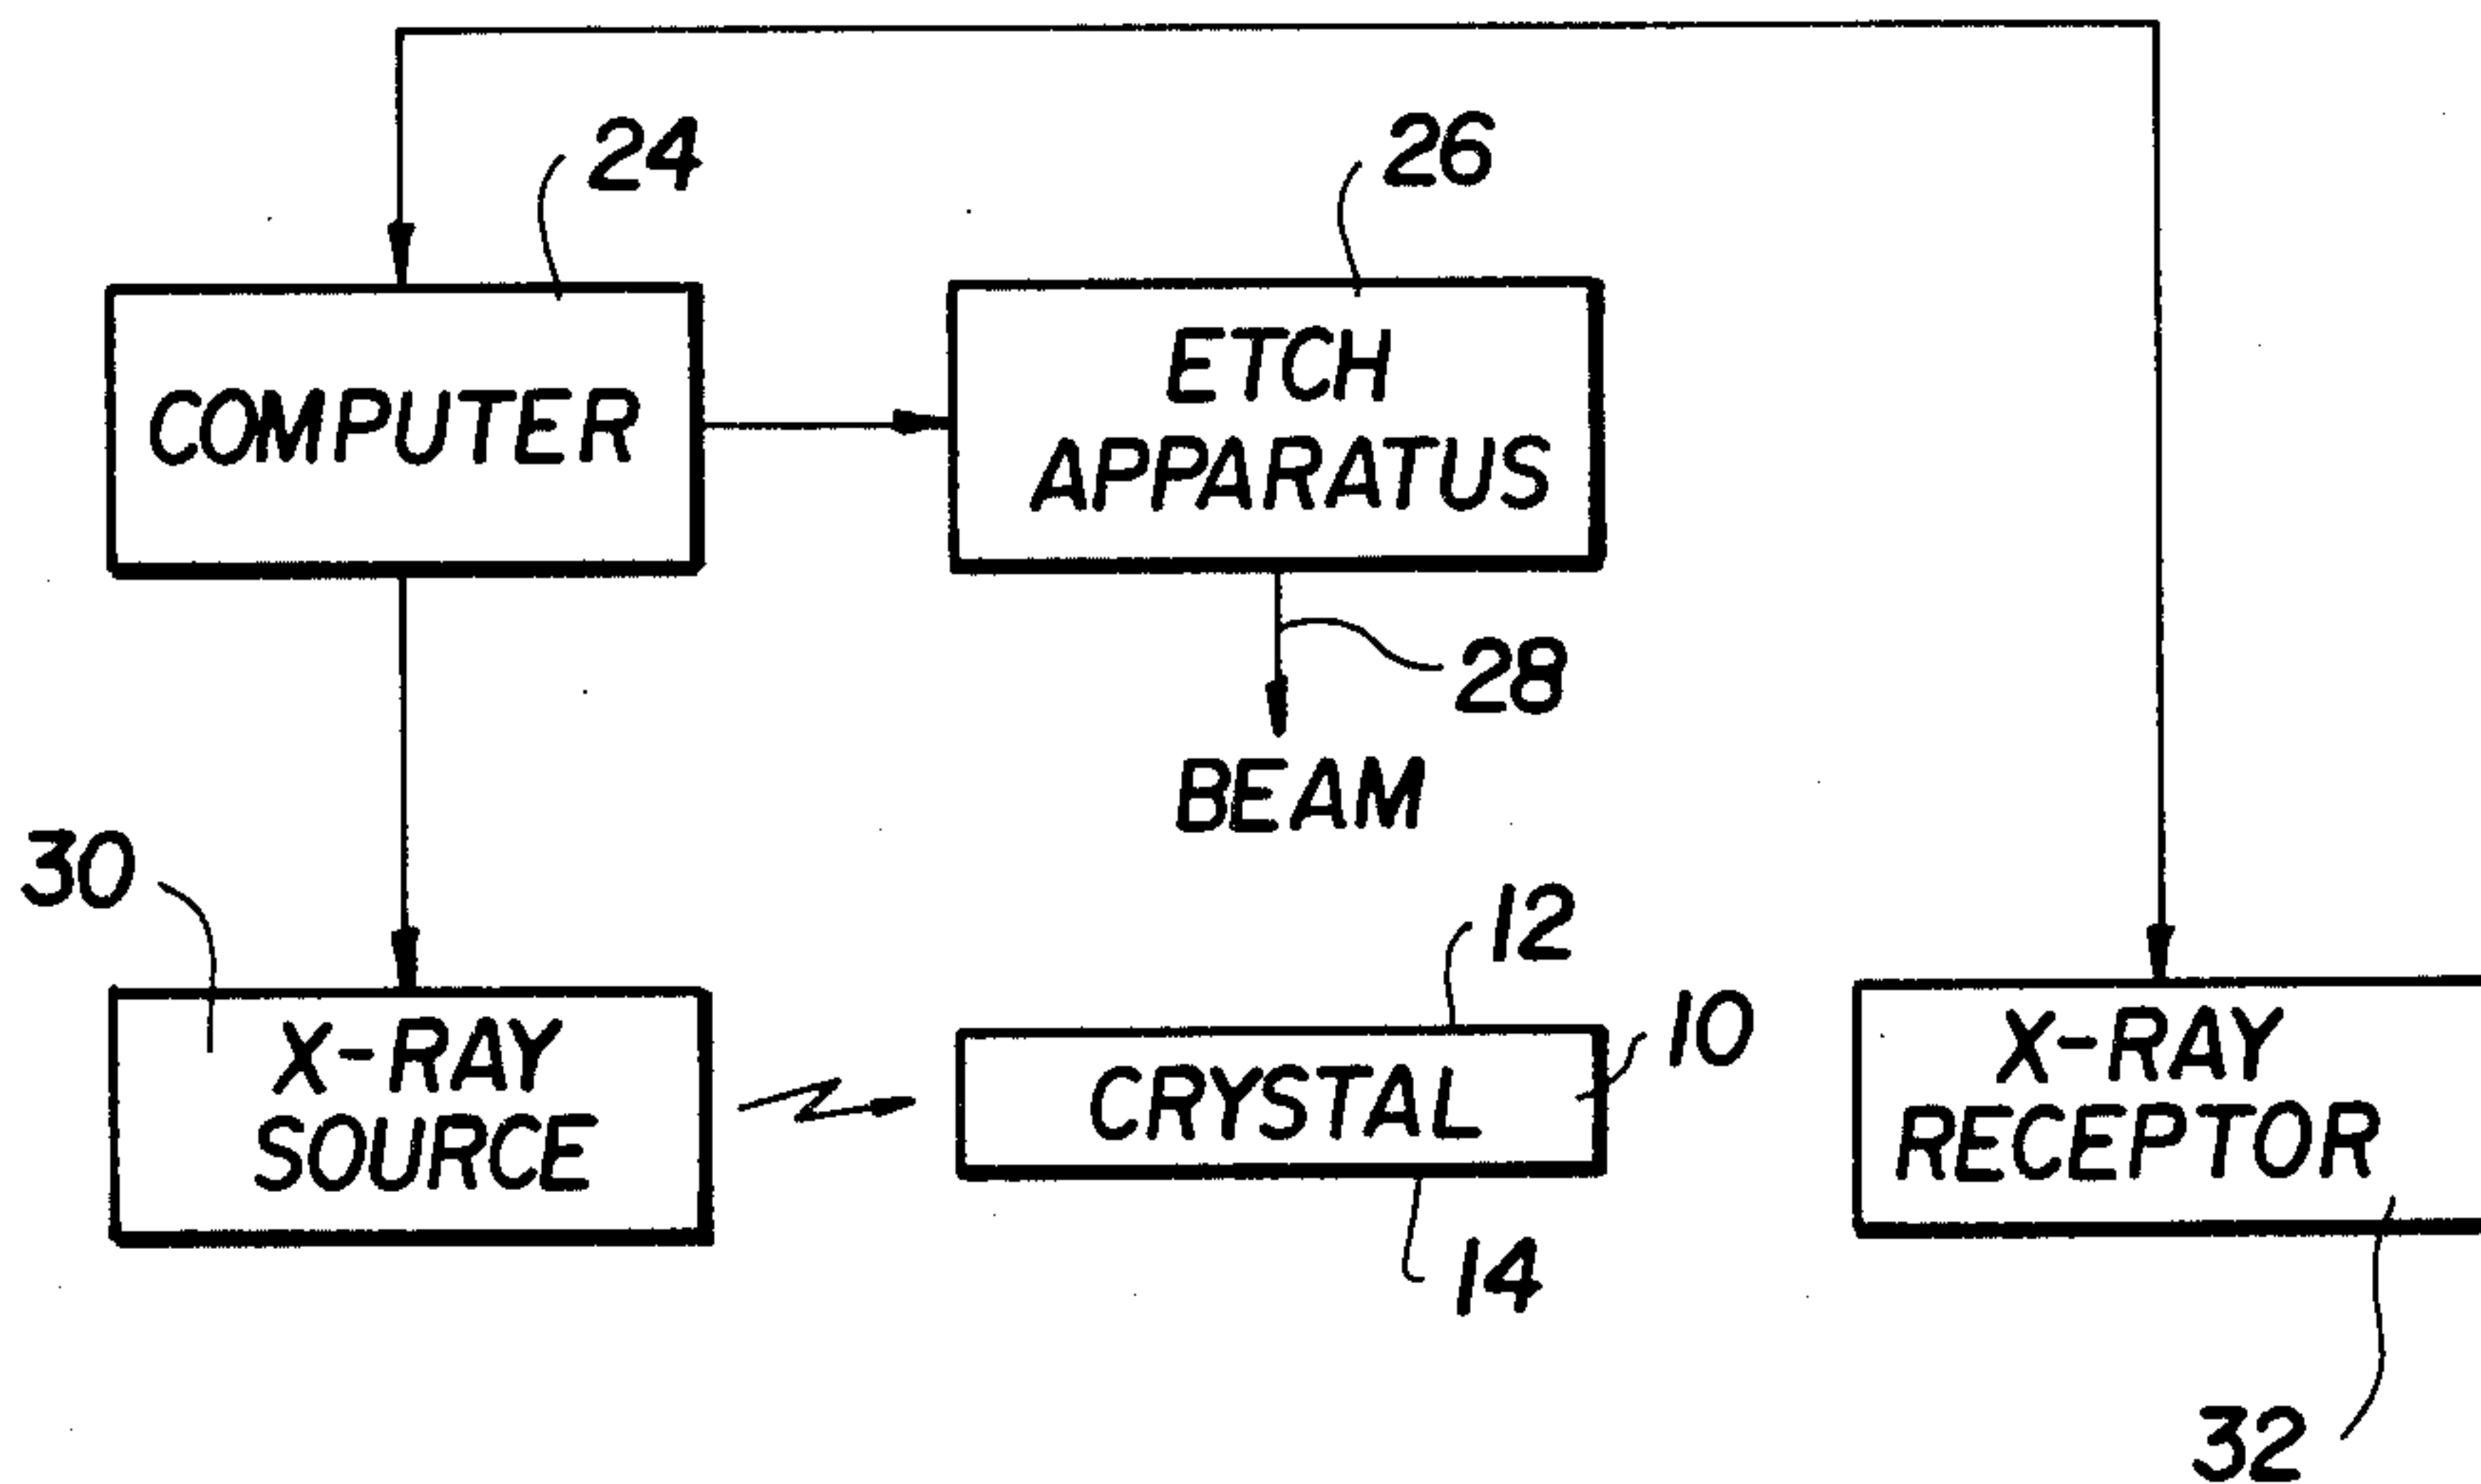 24
26
COMPUTER
ETCH
APPARATUS
28
BEAM
30
12
10
X-RAY
SOURCE
CRYSTAL
X-RAY
RECEPTOR
14
32